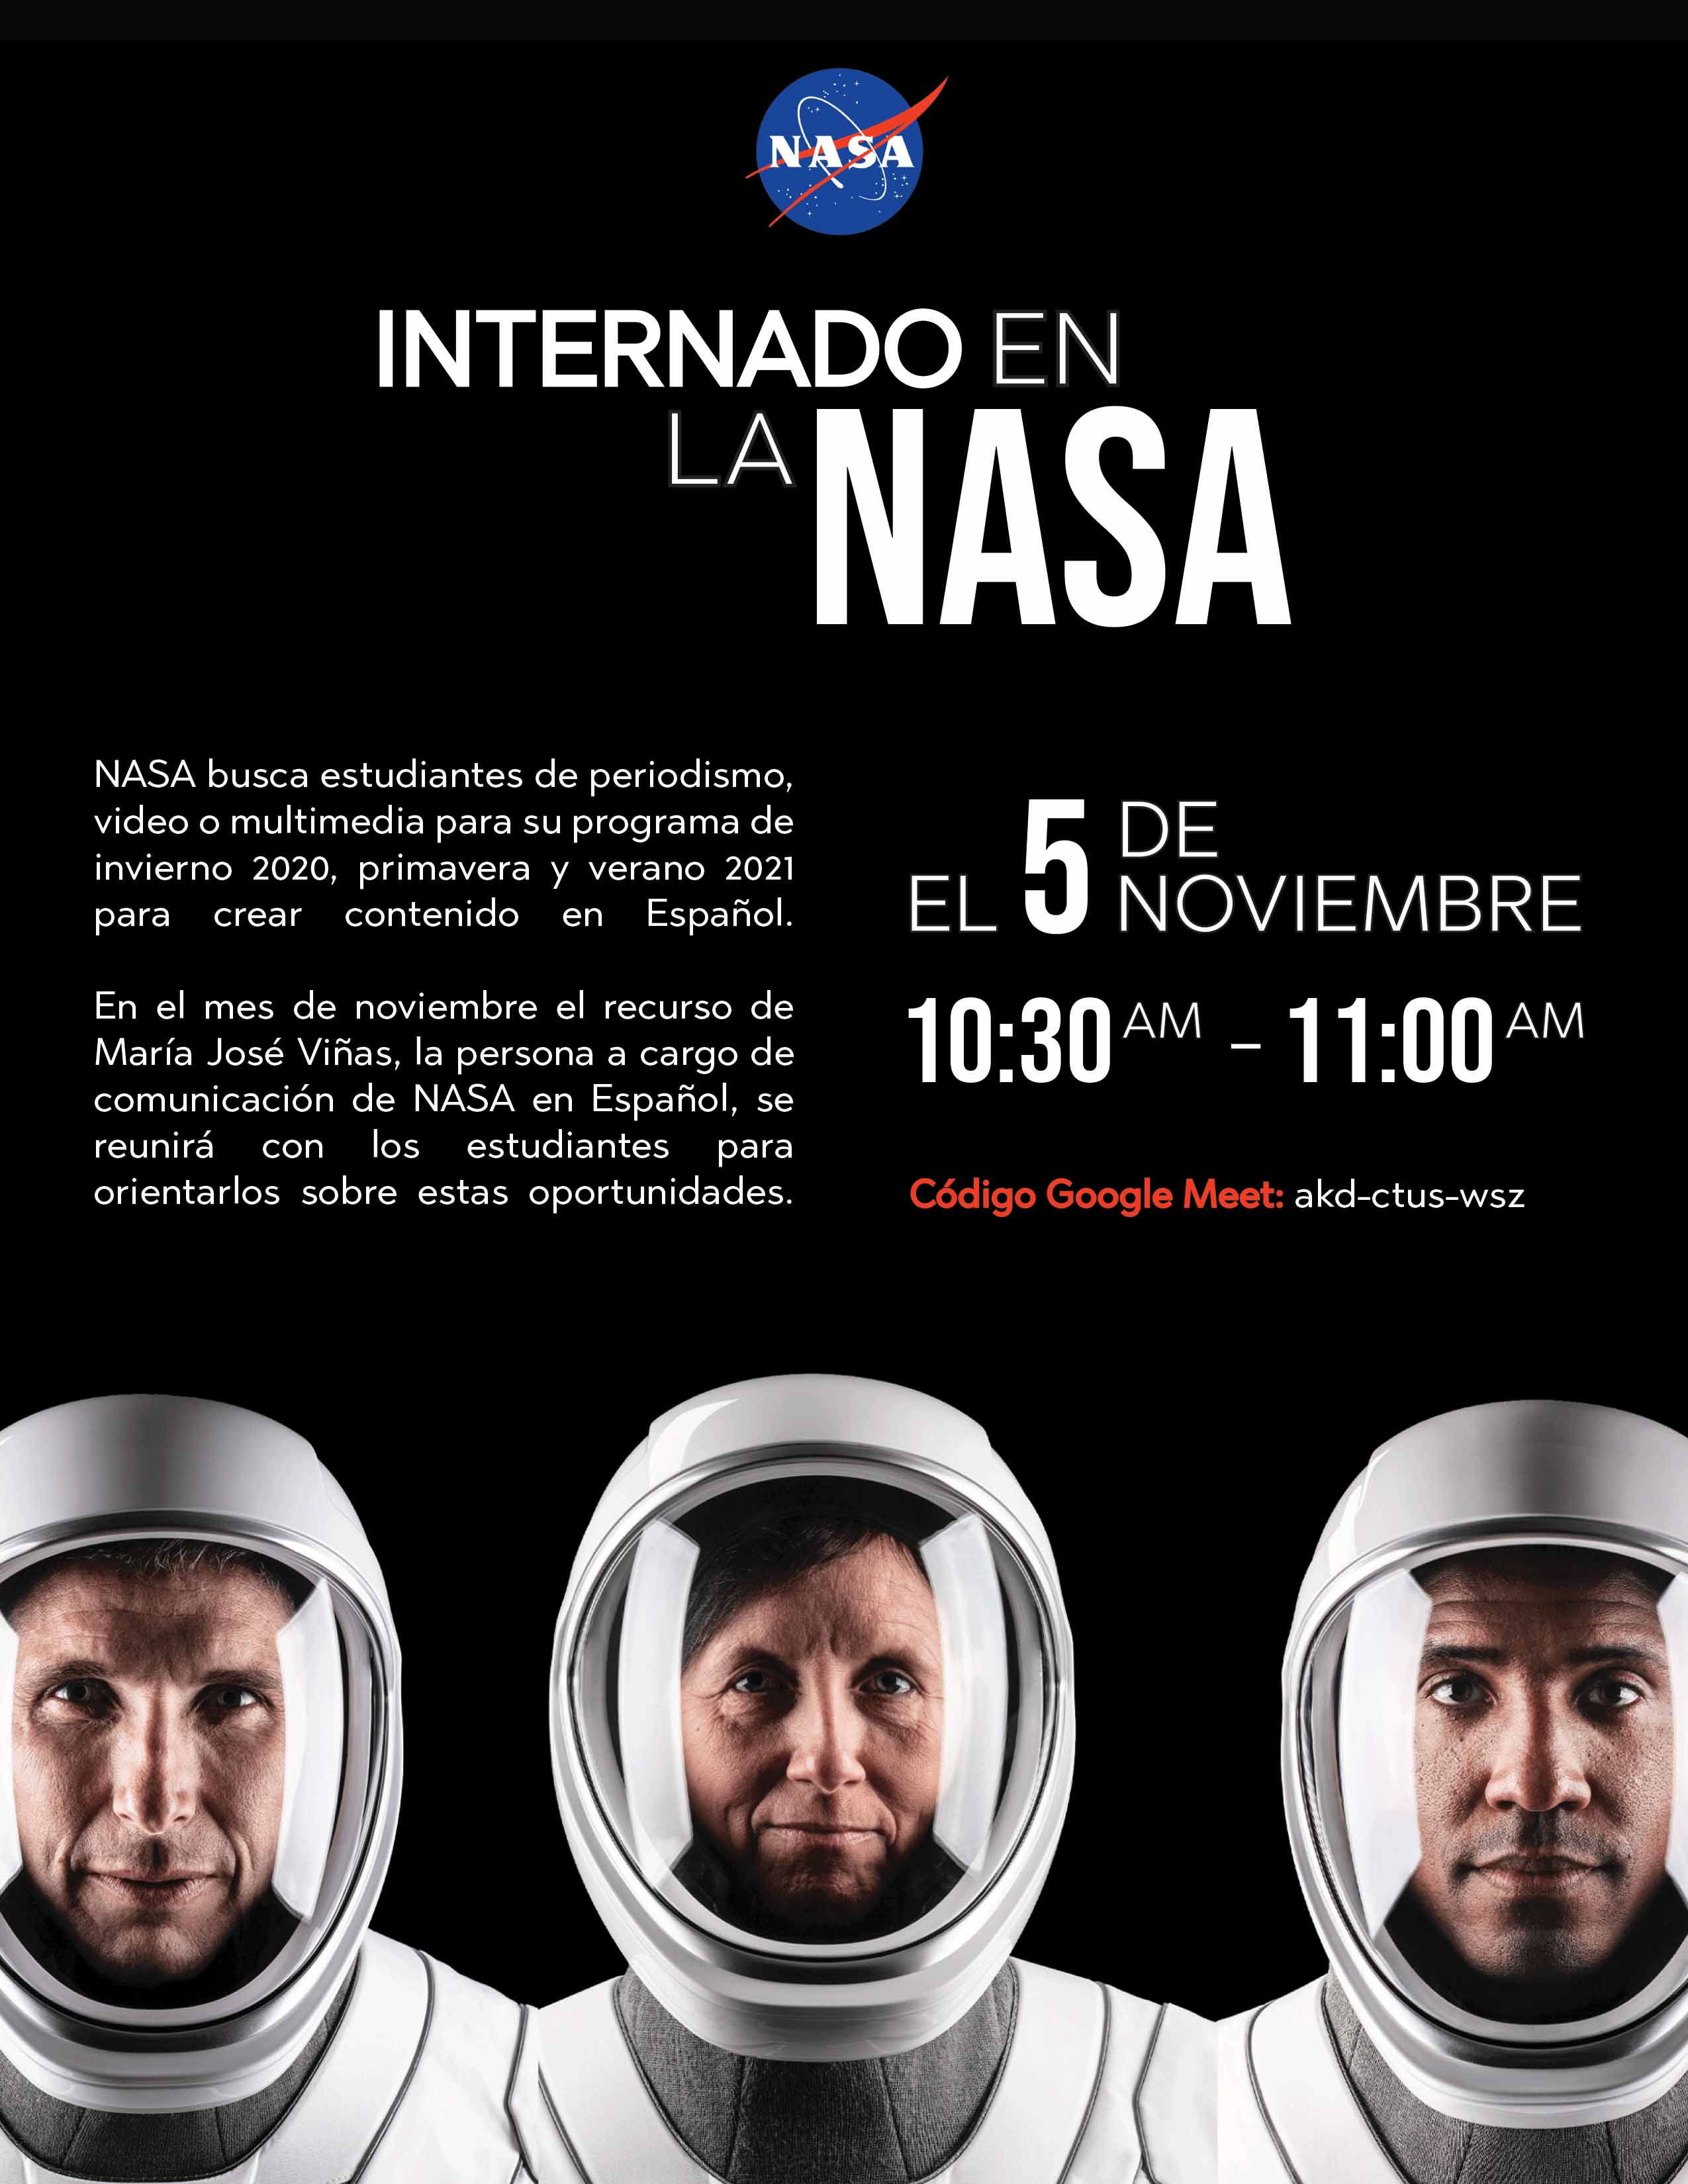 NASA
INTERNADO EN
LA NASA
NASA busca estudiantes de periodismo,
video o multimedia para su programa de
invierno 2020, primavera y verano 2021
para crear contenido en Español.
En el mes de noviembre el recurso de
María José Viñas, la persona a cargo de
comunicación de NASA en Español, se
reunirá con los estudiantes para
orientarlos sobre estas oportunidades.
EL 5 DE
NOVIEMBRE
10:30 AM – 11:00 AM
Código Google Meet: akd-ctus-wsz